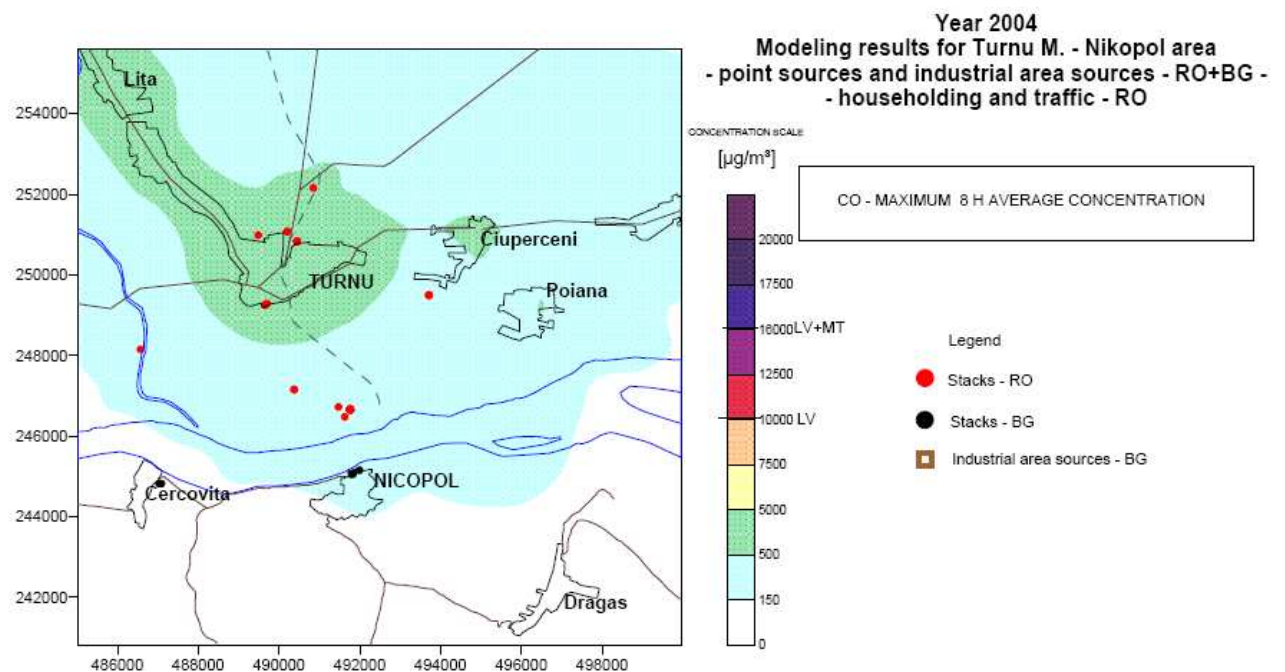 Year 2004
Modeling results for Turnu M. - Nikopol area
- point sources and industrial area sources - RO+BG -
- householding and traffic - RO
CONCENTRATION SCALE
[µg/m³]
CO - MAXIMUM 8 H AVERAGE CONCENTRATION
20000
17500
16000 LV+MT
12500
10000 LV
7500
5000
500
150
0
Legend
Stacks - RO
Stacks - BG
Industrial area sources - BG
254000
252000
250000
248000
246000
244000
242000
486000 488000 490000 492000 494000 496000 498000
Lita
Ciuperceni
TURNU
Poiana
NICOPOL
Cercovita
Dragas